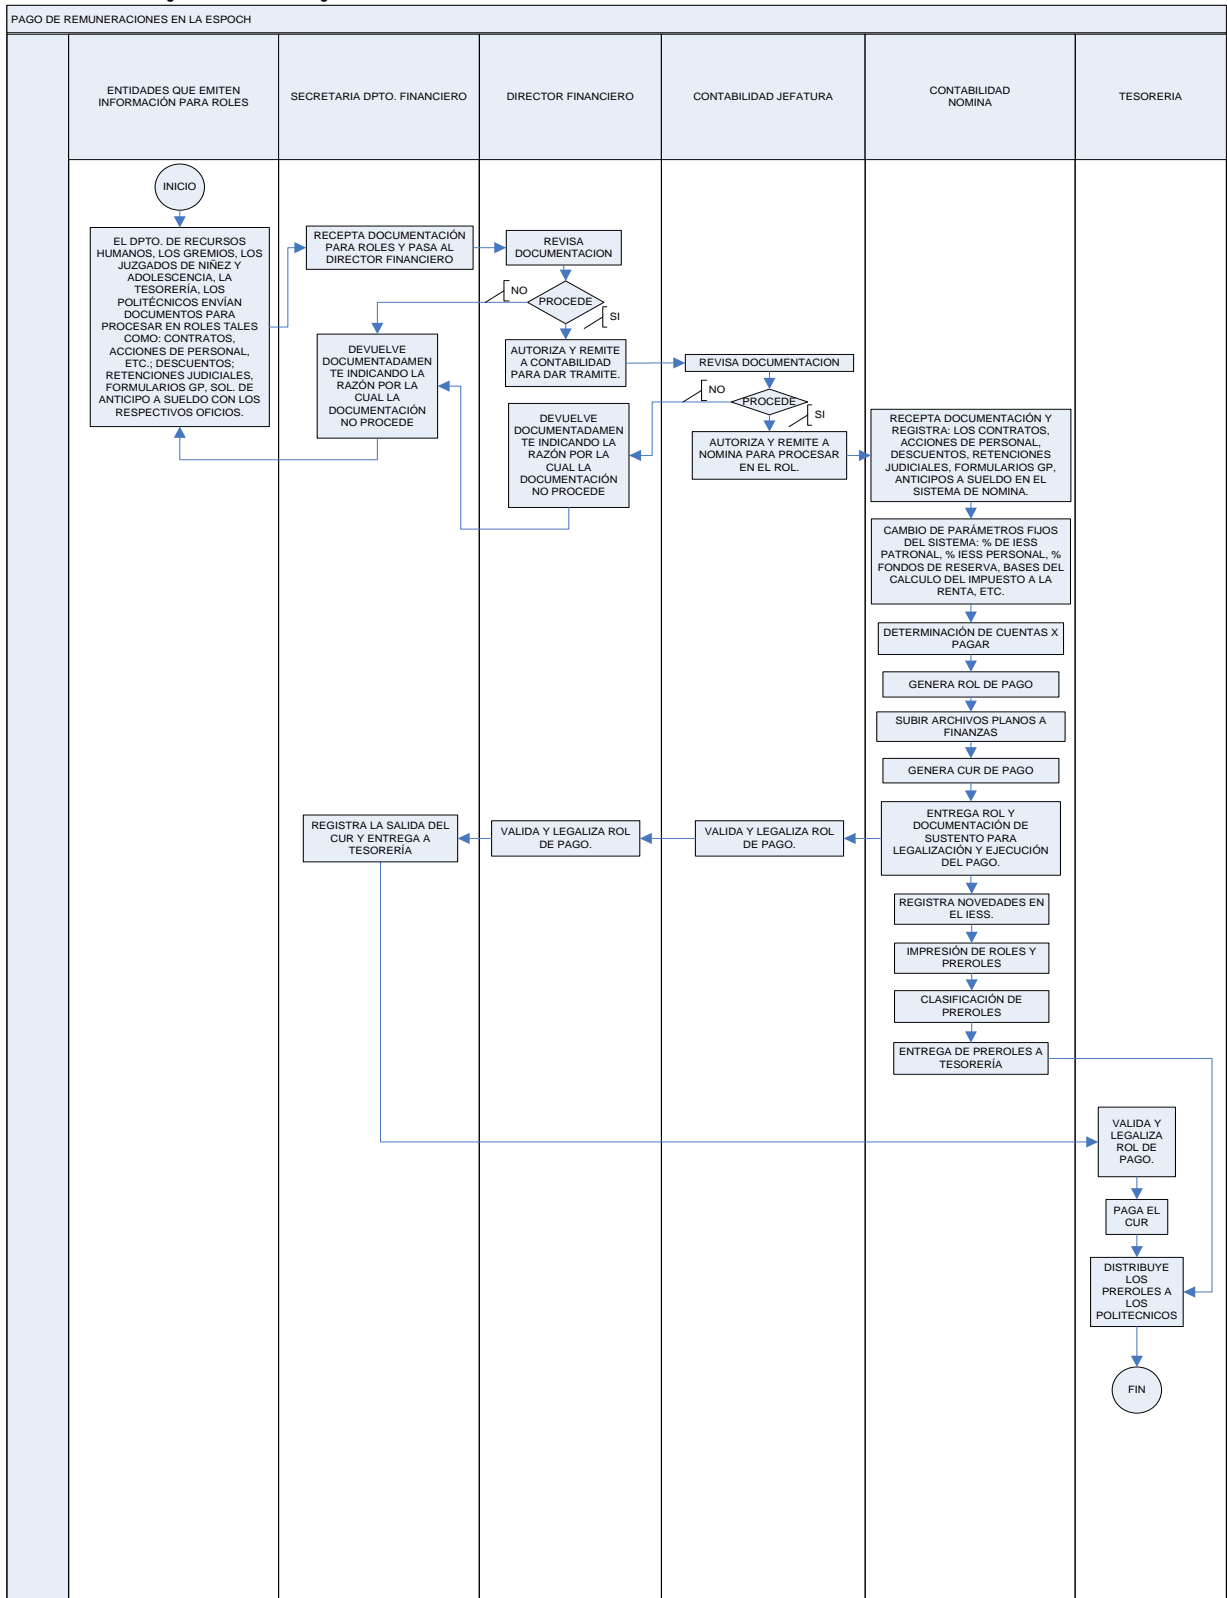 PAGO DE REMUNERACIONES EN LA ESPOCH
ENTIDADES QUE EMITEN
INFORMACIÓN PARA ROLES
SECRETARIA DPTO. FINANCIERO
DIRECTOR FINANCIERO
CONTABILIDAD JEFATURA
CONTABILIDAD
NOMINA
TESORERIA
INICIO
EL DPTO. DE RECURSOS
HUMANOS, LOS GREMIOS, LOS
JUZGADOS DE NIÑEZ Y
ADOLESCENCIA, LA
TESORERÍA, LOS
POLITÉCNICOS ENVÍAN
DOCUMENTOS PARA
PROCESAR EN ROLES TALES
COMO: CONTRATOS,
ACCIONES DE PERSONAL,
ETC.; DESCUENTOS;
RETENCIONES JUDICIALES,
FORMULARIOS GP, SOL. DE
ANTICIPO A SUELDO CON LOS
RESPECTIVOS OFICIOS.
RECEPTA DOCUMENTACIÓN
PARA ROLES Y PASA AL
DIRECTOR FINANCIERO
REVISA
DOCUMENTACION
PROCEDE
NO
SI
DEVUELVE
DOCUMENTADAMEN
TE INDICANDO LA
RAZÓN POR LA
CUAL LA
DOCUMENTACIÓN
NO PROCEDE
AUTORIZA Y REMITE
A CONTABILIDAD
PARA DAR TRAMITE.
REVISA DOCUMENTACION
PROCEDE
NO
SI
DEVUELVE
DOCUMENTADAMEN
TE INDICANDO LA
RAZÓN POR LA
CUAL LA
DOCUMENTACIÓN
NO PROCEDE
AUTORIZA Y REMITE A
NOMINA PARA PROCESAR
EN EL ROL.
RECEPTA DOCUMENTACIÓN Y
REGISTRA: LOS CONTRATOS,
ACCIONES DE PERSONAL,
DESCUENTOS, RETENCIONES
JUDICIALES, FORMULARIOS GP,
ANTICIPOS A SUELDO EN EL
SISTEMA DE NOMINA.
CAMBIO DE PARÁMETROS FIJOS
DEL SISTEMA: % DE IESS
PATRONAL, % IESS PERSONAL, %
FONDOS DE RESERVA, BASES DEL
CALCULO DEL IMPUESTO A LA
RENTA, ETC.
DETERMINACIÓN DE CUENTAS X
PAGAR
GENERA ROL DE PAGO
SUBIR ARCHIVOS PLANOS A
FINANZAS
GENERA CUR DE PAGO
ENTREGA ROL Y
DOCUMENTACIÓN DE
SUSTENTO PARA
LEGALIZACIÓN Y EJECUCIÓN
DEL PAGO.
VALIDA Y LEGALIZA ROL
DE PAGO.
VALIDA Y LEGALIZA ROL
DE PAGO.
REGISTRA LA SALIDA DEL
CUR Y ENTREGA A
TESORERÍA
REGISTRA NOVEDADES EN
EL IESS.
IMPRESIÓN DE ROLES Y
PREROLES
CLASIFICACIÓN DE
PREROLES
ENTREGA DE PREROLES A
TESORERÍA
VALIDA Y
LEGALIZA
ROL DE
PAGO.
PAGA EL
CUR
DISTRIBUYE
LOS
PREROLES A
LOS
POLITECNICOS
FIN